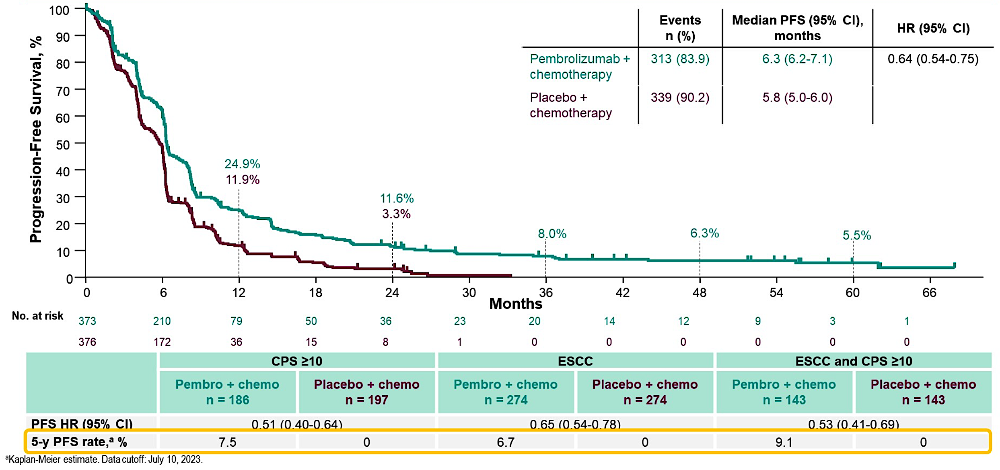 Progression-Free Survival, %
100
90
80
70
60
50
40
30
20
10
0
Events
n (%)
Median PFS (95% CI),
months
HR (95% CI)
Pembrolizumab +
chemotherapy
313 (83.9)
6.3 (6.2-7.1)
0.64 (0.54-0.75)
Placebo +
chemotherapy
339 (90.2)
5.8 (5.0-6.0)
24.9%
11.9%
11.6%
3.3%
8.0%
6.3%
5.5%
0 6 12 18 24 30 36 42 48 54 60 66
Months
No. at risk
373 210 79 50 36 23 20 14 12 9 3 1
376 172 36 15 8 1 0 0 0 0 0 0
CPS ≥10 ESCC ESCC and CPS ≥10
Pembro + chemo
n = 186
Placebo + chemo
n = 197
Pembro + chemo
n = 274
Placebo + chemo
n = 274
Pembro + chemo
n = 143
Placebo + chemo
n = 143
PFS HR (95% CI) 0.51 (0.40-0.64) 0.65 (0.54-0.78) 0.53 (0.41-0.69)
5-y PFS rate,ᵃ % 7.5 0 6.7 0 9.1 0
ᵃKaplan-Meier estimate. Data cutoff: July 10, 2023.